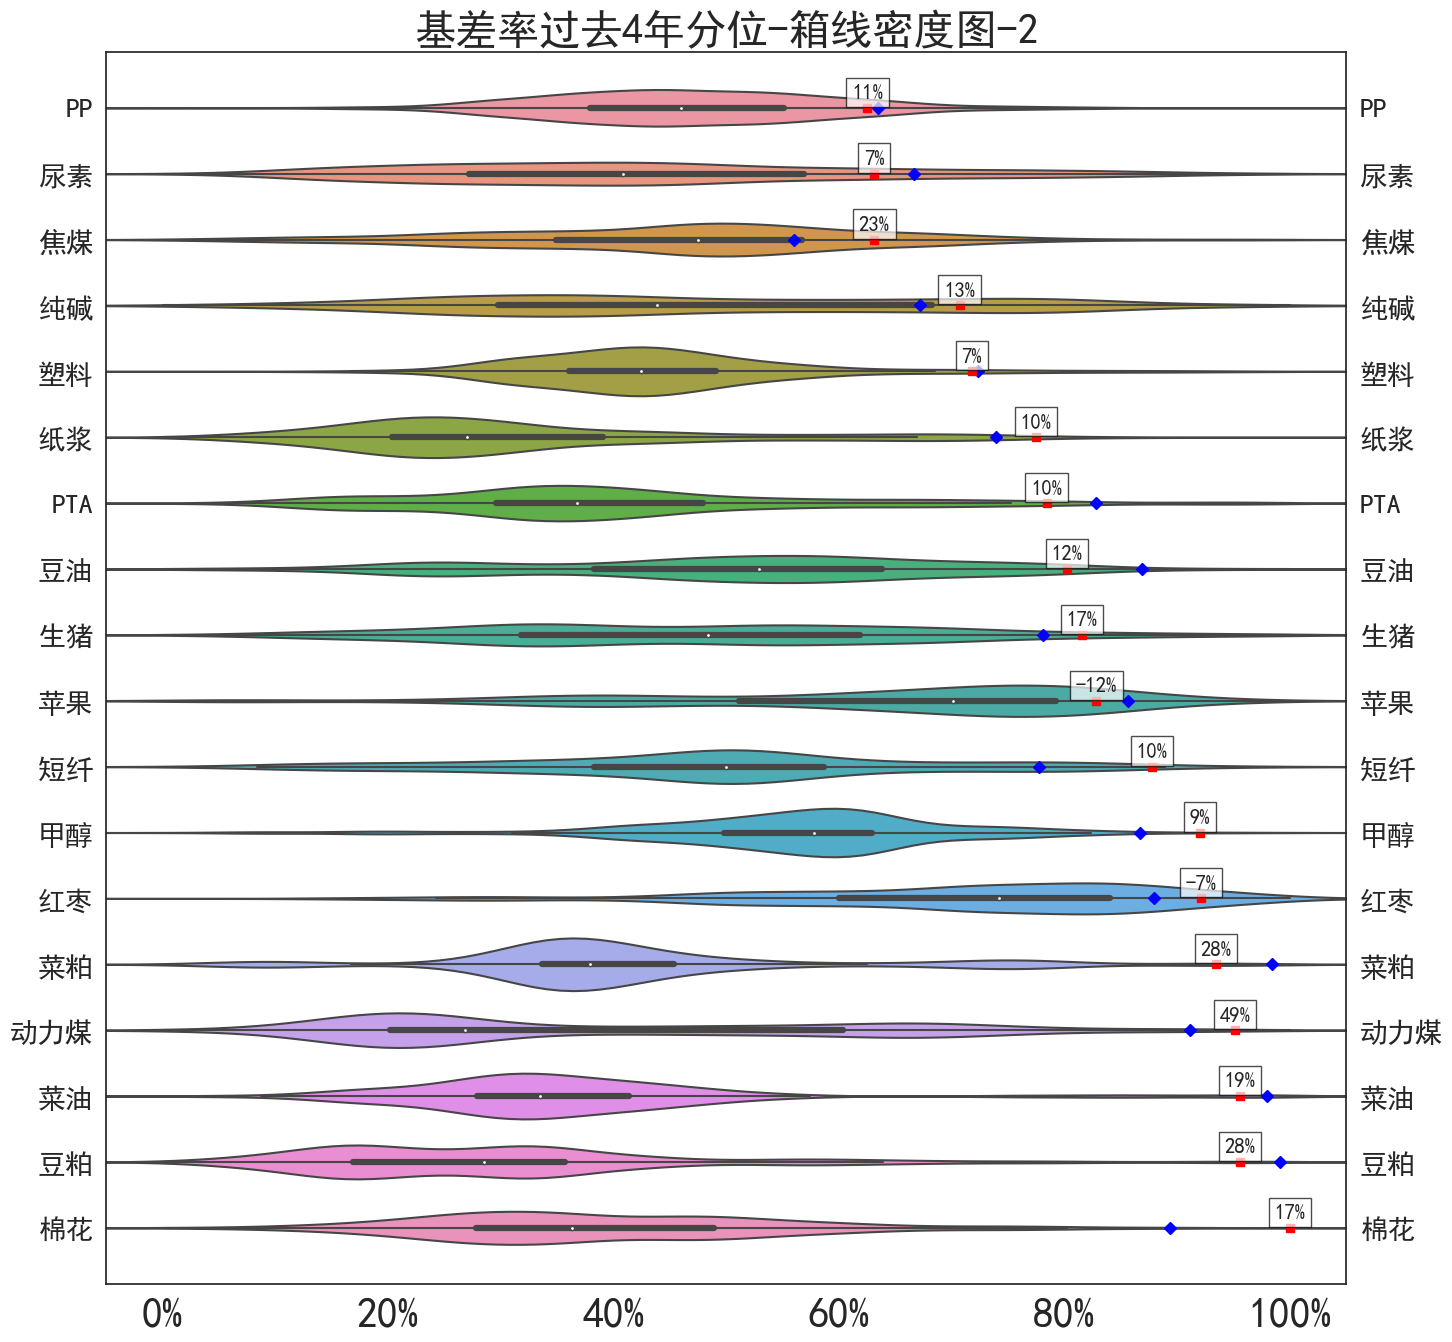 基差率过去4年分位-箱线密度图-2
PP 11% PP
尿素 7% 尿素
焦煤 23% 焦煤
纯碱 13% 纯碱
塑料 7% 塑料
纸浆 10% 纸浆
PTA 10% PTA
豆油 12% 豆油
生猪 17% 生猪
苹果 -12% 苹果
短纤 10% 短纤
甲醇 9% 甲醇
红枣 -7% 红枣
菜粕 28% 菜粕
动力煤 49% 动力煤
菜油 19% 菜油
豆粕 28% 豆粕
棉花 17% 棉花
0% 20% 40% 60% 80% 100%